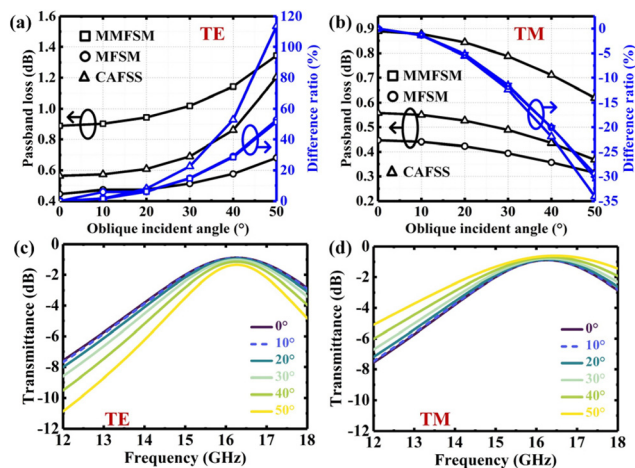 (a)
TE
MMFSM
MFSM
CAFSS
Passband loss (dB)
1.6
1.4
1.2
1.0
0.8
0.6
0.4
0 10 20 30 40 50
Oblique incident angle (°)
120
100
80
60
40
20
0
Difference ratio (%)
(b)
TM
MMFSM
MFSM
CAFSS
Passband loss (dB)
0.9
0.8
0.7
0.6
0.5
0.4
0.3
0.2
0 10 20 30 40 50
Oblique incident angle (°)
0
-5
-10
-15
-20
-25
-30
-35
Difference ratio (%)
(c)
Transmittance (dB)
0
-2
-4
-6
-8
-10
-12
0°
10°
20°
30°
40°
50°
TE
12 13 14 15 16 17 18
Frequency (GHz)
(d)
Transmittance (dB)
0
-2
-4
-6
-8
-10
-12
0°
10°
20°
30°
40°
50°
TM
12 13 14 15 16 17 18
Frequency (GHz)